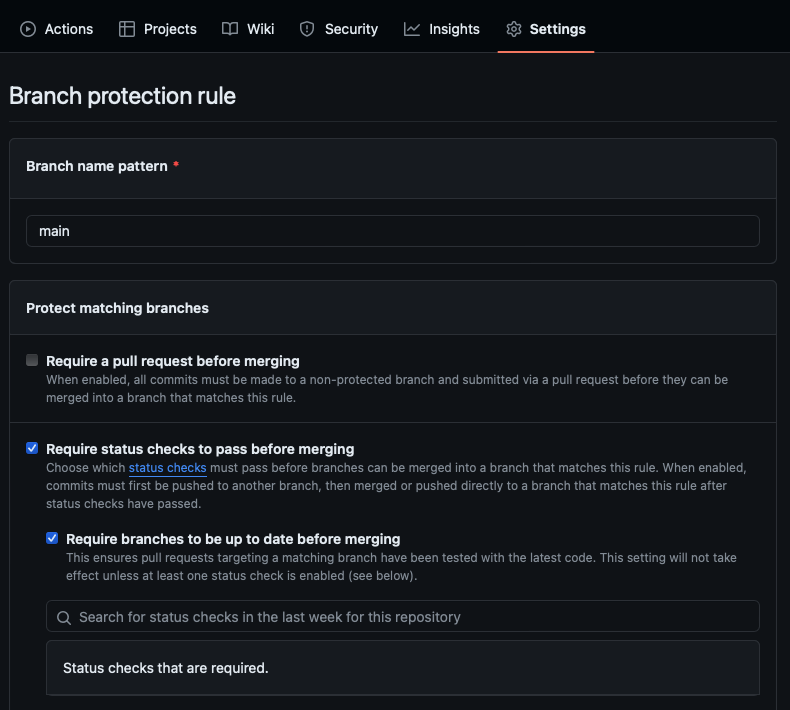 Actions Projects Wiki Security Insights Settings
Branch protection rule
Branch name pattern *
main
Protect matching branches
Require a pull request before merging
When enabled, all commits must be made to a non-protected branch and submitted via a pull request before they can be
merged into a branch that matches this rule.
Require status checks to pass before merging
Choose which status checks must pass before branches can be merged into a branch that matches this rule. When enabled,
commits must first be pushed to another branch, then merged or pushed directly to a branch that matches this rule after
status checks have passed.
Require branches to be up to date before merging
This ensures pull requests targeting a matching branch have been tested with the latest code. This setting will not take
effect unless at least one status check is enabled (see below).
Search for status checks in the last week for this repository
Status checks that are required.